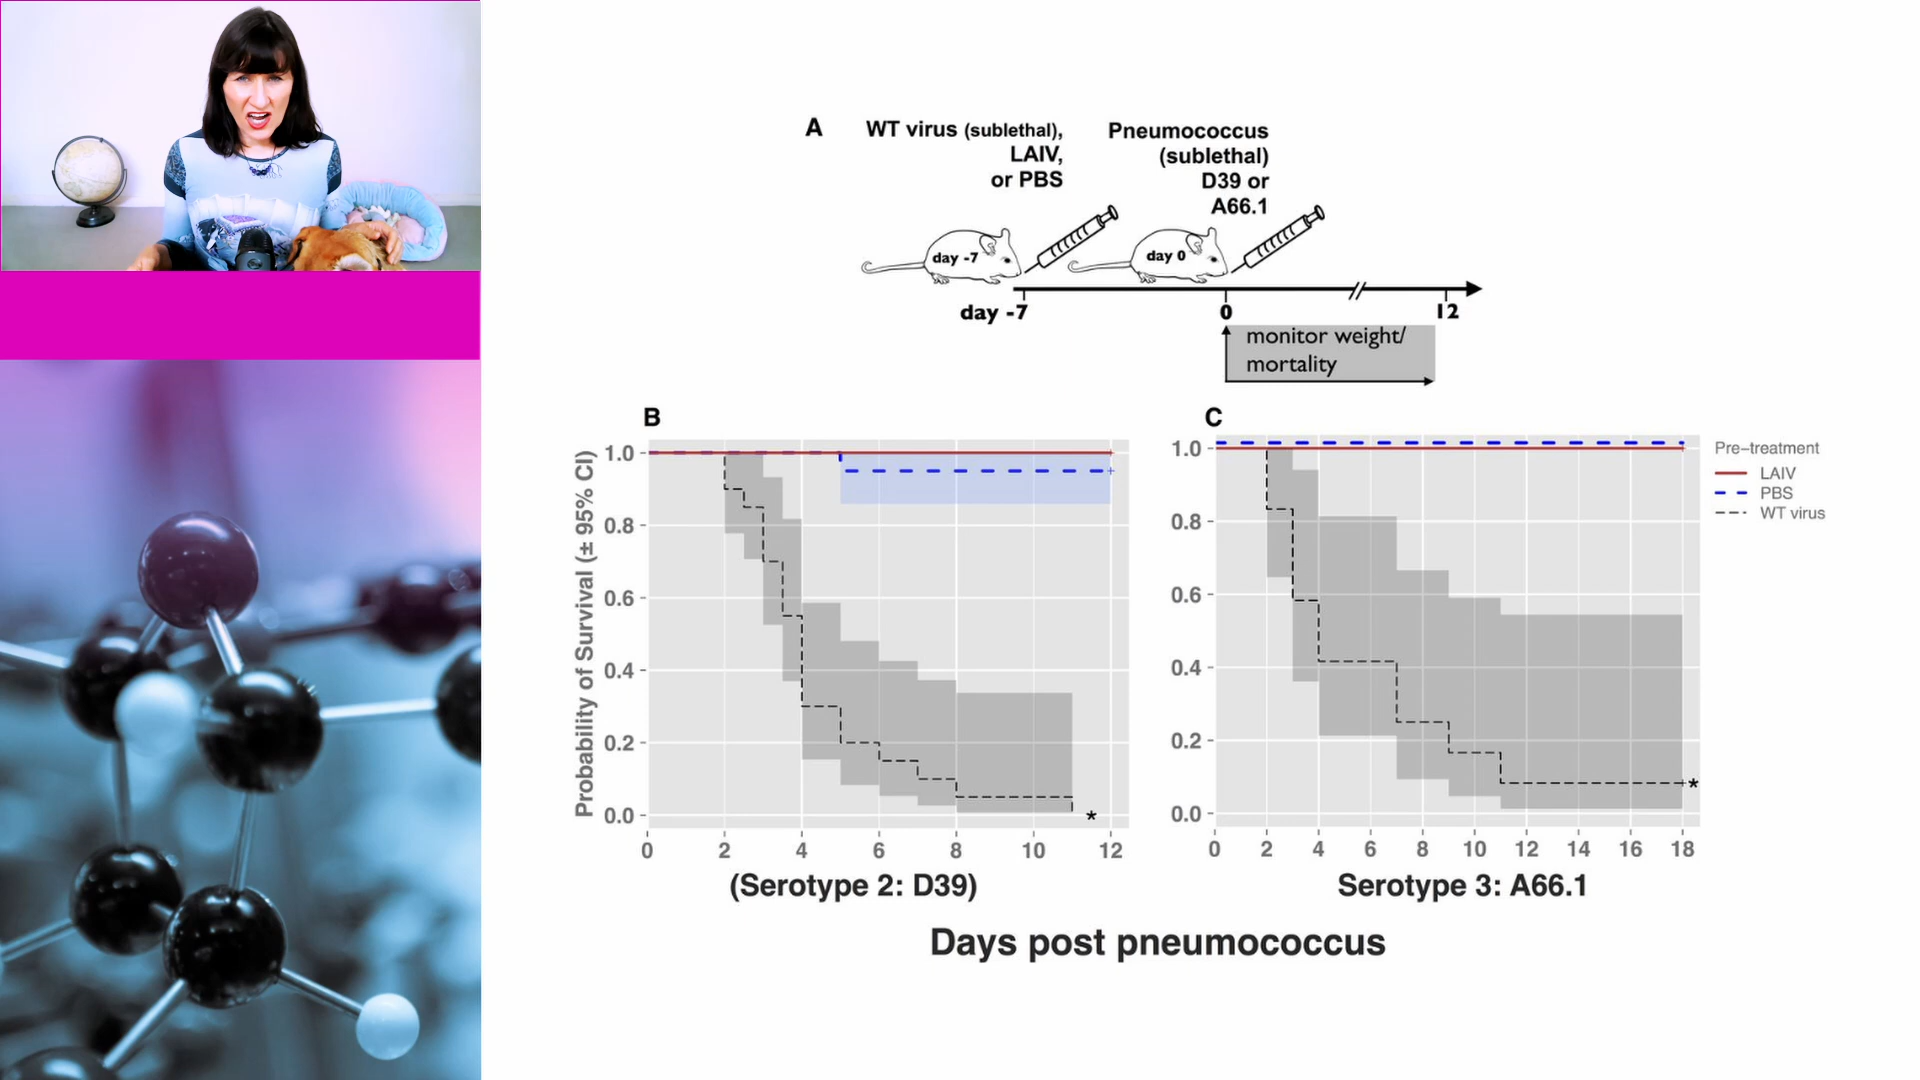 A
WT virus (sublethal),
LAIV,
or PBS
Pneumococcus
(sublethal)
D39 or
A66.1
day -7
day 0
day -7
0
12
monitor weight/
mortality
B
Probability of Survival (± 95% CI)
1.0
0.8
0.6
0.4
0.2
0.0
*
0 2 4 6 8 10 12
(Serotype 2: D39)
C
1.0
0.8
0.6
0.4
0.2
0.0
*
0 2 4 6 8 10 12 14 16 18
Serotype 3: A66.1
Pre-treatment
LAIV
PBS
WT virus
Days post pneumococcus